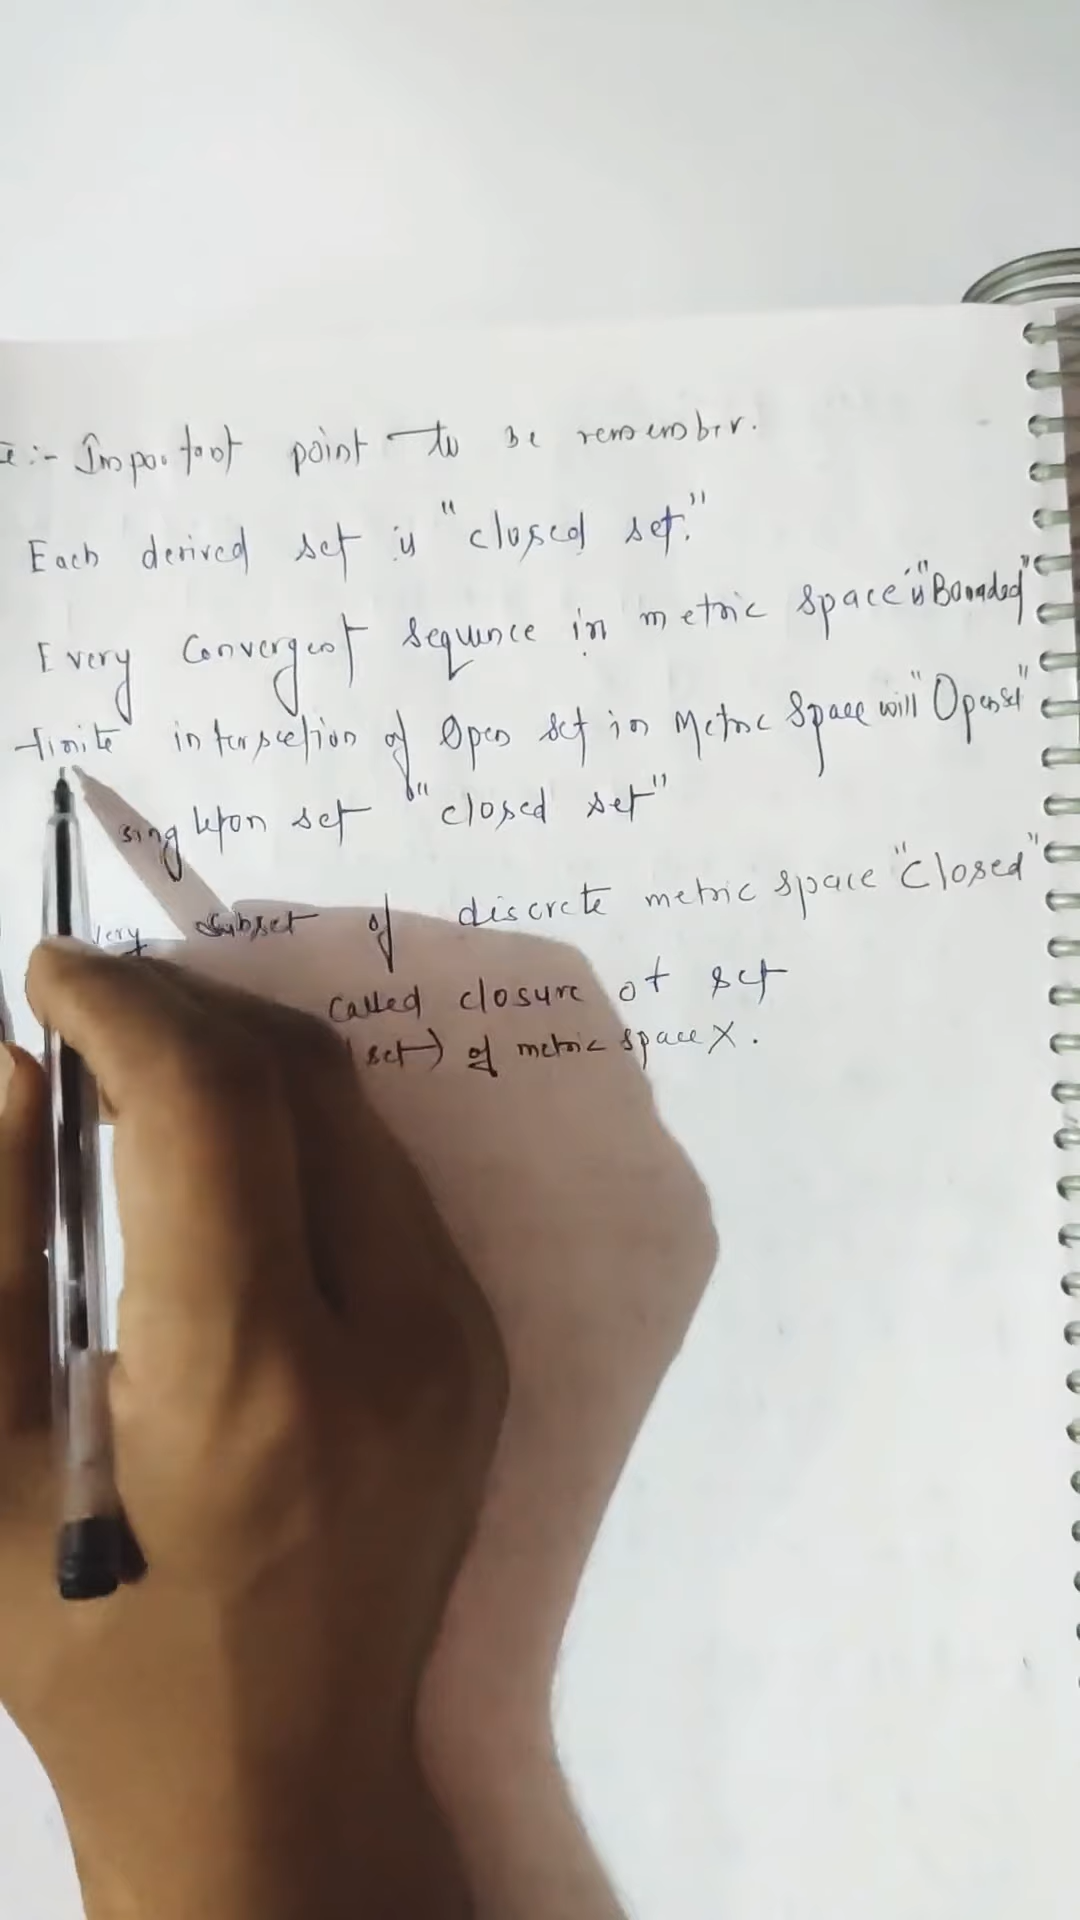 :- Important point to be remember.
Each derived set is "closed set."
Every Convergent sequence in metric space is "Bounded"
finite intersection of Open set in Metric Space will "Open set"
singleton set "closed set"
very subset of discrete metric space "Closed"
called closure of set
set) of metric space X.